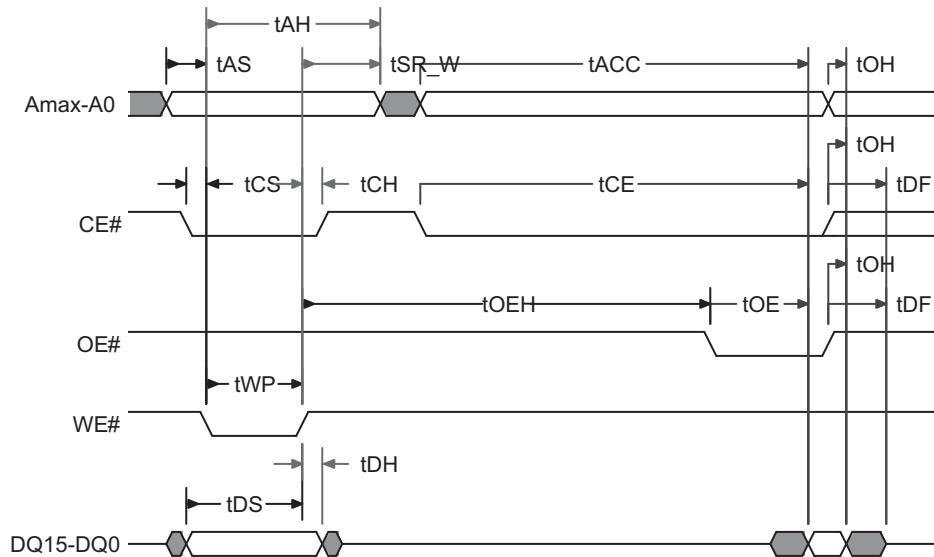 tAH
tAS tSR_W tACC tOH
Amax-A0
tOH
tCS tCH tCE tDF
CE#
tOH
tOEH tOE tDF
OE#
tWP
WE#
tDH
tDS
DQ15-DQ0